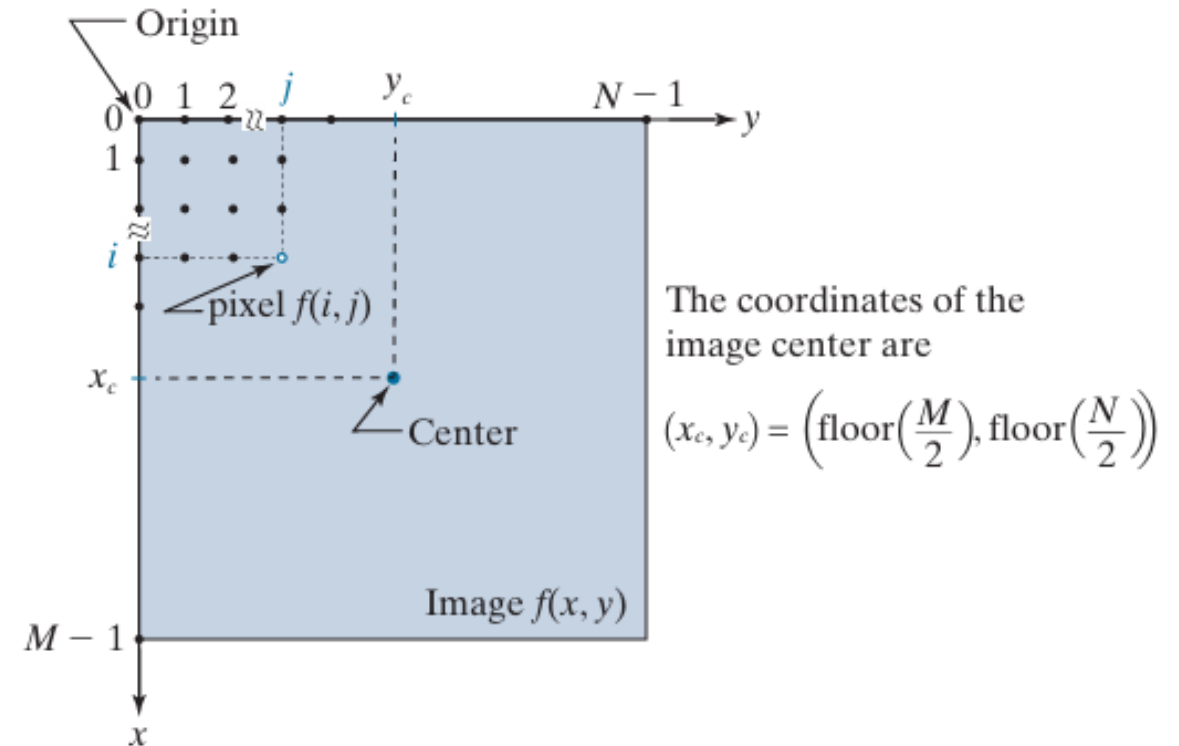 Origin
0 1 2 j y_c N − 1
0 y
1
i
pixel f(i, j)
The coordinates of the
image center are
x_c
Center
(x_c, y_c) = (floor(M/2), floor(N/2))
Image f(x, y)
M − 1
x